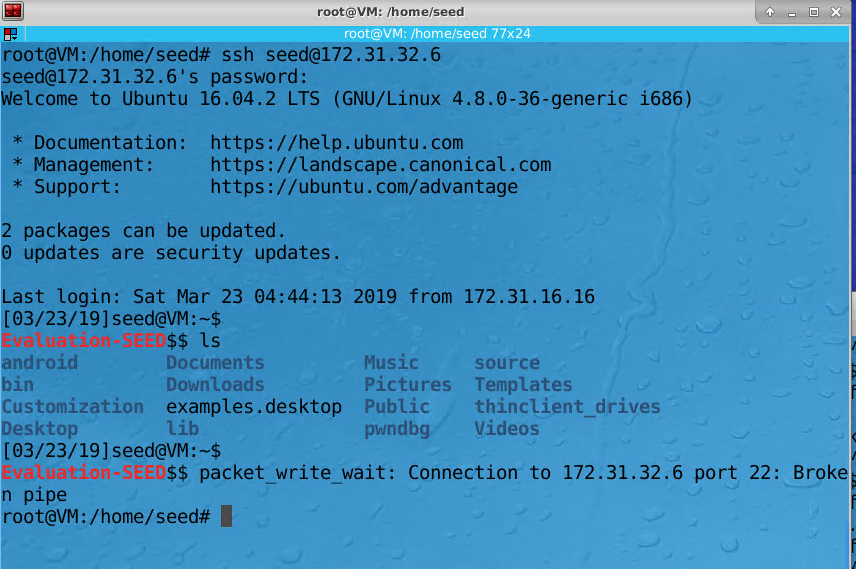 root@VM: /home/seed
root@VM: /home/seed 77x24
root@VM:/home/seed# ssh seed@172.31.32.6
seed@172.31.32.6's password:
Welcome to Ubuntu 16.04.2 LTS (GNU/Linux 4.8.0-36-generic i686)
* Documentation:  https://help.ubuntu.com
* Management:     https://landscape.canonical.com
* Support:        https://ubuntu.com/advantage
2 packages can be updated.
0 updates are security updates.
Last login: Sat Mar 23 04:44:13 2019 from 172.31.16.16
[03/23/19]seed@VM:~$
Evaluation-SEED$$ ls
android        Documents         Music     source
bin            Downloads         Pictures  Templates
Customization  examples.desktop  Public    thinclient_drives
Desktop        lib               pwndbg    Videos
[03/23/19]seed@VM:~$
Evaluation-SEED$$ packet_write_wait: Connection to 172.31.32.6 port 22: Broke
n pipe
root@VM:/home/seed#